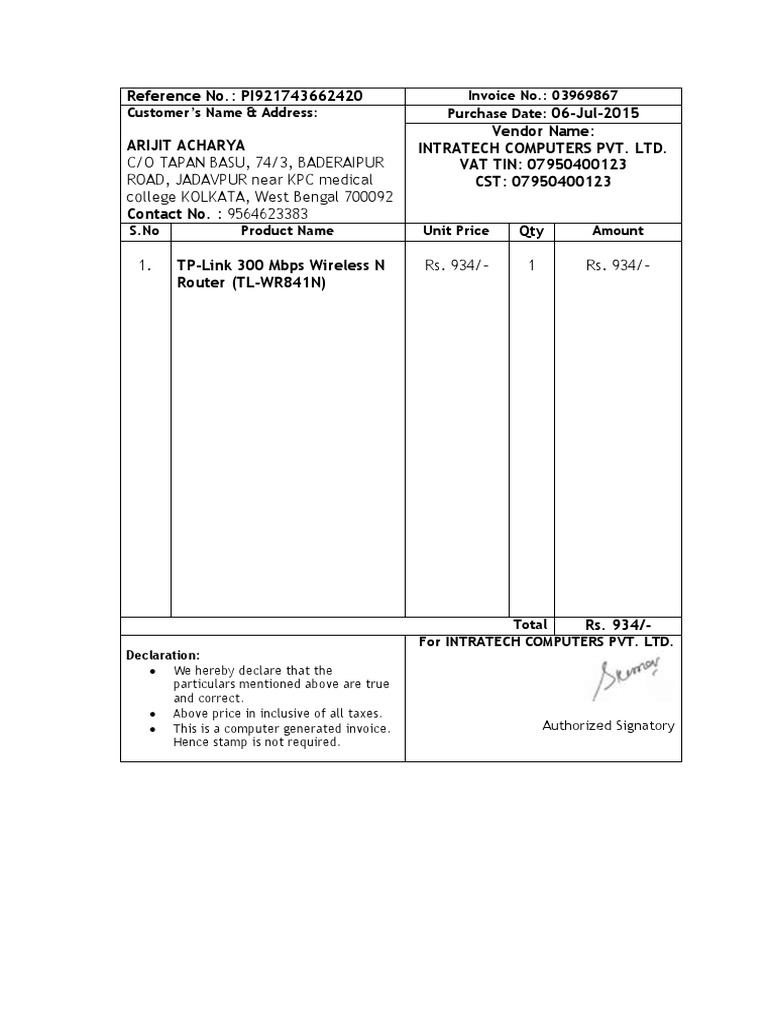 Reference No.: PI921743662420
Invoice No.: 03969867
Customer's Name & Address:
Purchase Date: 06-Jul-2015
ARIJIT ACHARYA
C/O TAPAN BASU, 74/3, BADERAIPUR
ROAD, JADAVPUR near KPC medical
college KOLKATA, West Bengal 700092
Contact No. : 9564623383
Vendor Name:
INTRATECH COMPUTERS PVT. LTD.
VAT TIN: 07950400123
CST: 07950400123
S.No Product Name Unit Price Qty Amount
1. TP-Link 300 Mbps Wireless N Rs. 934/- 1 Rs. 934/-
Router (TL-WR841N)
Total Rs. 934/-
Declaration:
• We hereby declare that the
particulars mentioned above are true
and correct.
• Above price in inclusive of all taxes.
• This is a computer generated invoice.
Hence stamp is not required.
For INTRATECH COMPUTERS PVT. LTD.
Authorized Signatory